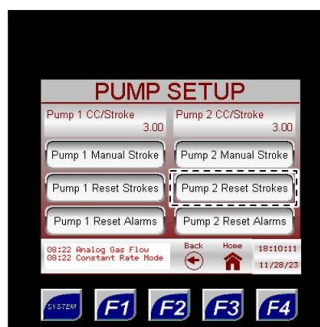 PUMP SETUP
Pump 1 CC/Stroke Pump 2 CC/Stroke
3.00 3.00
Pump 1 Manual Stroke Pump 2 Manual Stroke
Pump 1 Reset Strokes Pump 2 Reset Strokes
Pump 1 Reset Alarms Pump 2 Reset Alarms
08:22 Analog Gas Flow Back Home 18:10:11
08:22 Constant Rate Mode 11/28/23
SYSTEM F1 F2 F3 F4